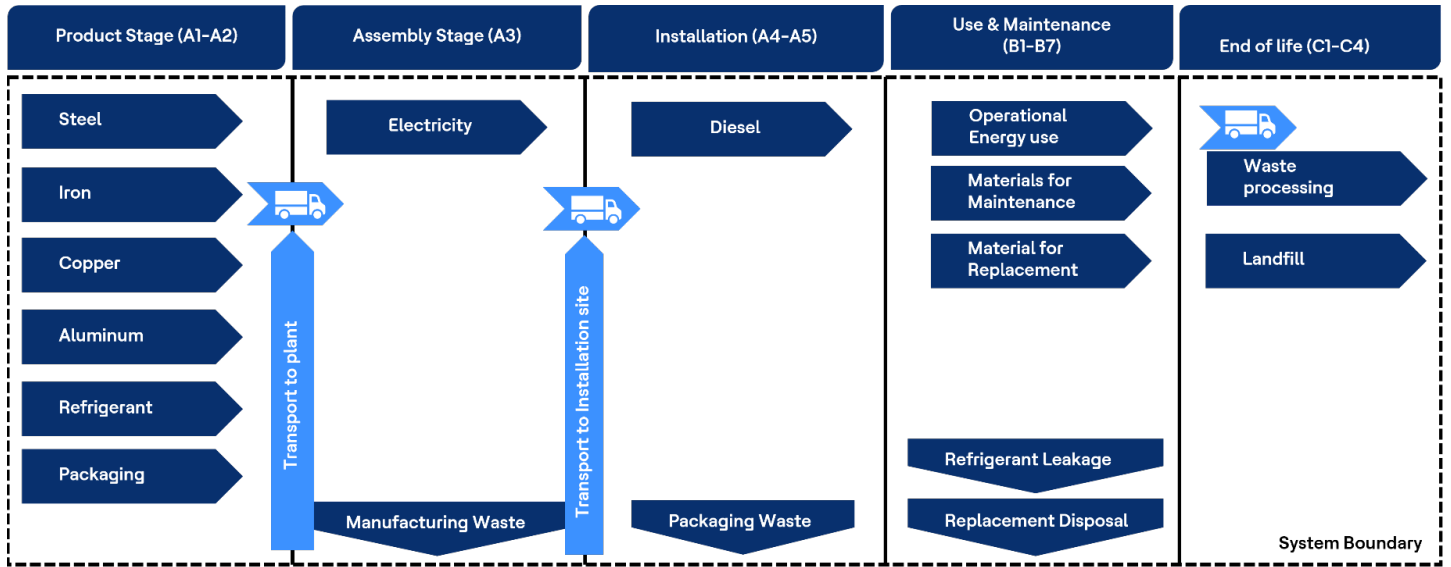 Product Stage (A1-A2)
Assembly Stage (A3)
Installation (A4-A5)
Use & Maintenance
(B1-B7)
End of life (C1-C4)
Steel
Iron
Copper
Aluminum
Refrigerant
Packaging
Transport to plant
Electricity
Manufacturing Waste
Transport to Installation site
Diesel
Packaging Waste
Operational
Energy use
Materials for
Maintenance
Material for
Replacement
Refrigerant Leakage
Replacement Disposal
Waste
processing
Landfill
System Boundary